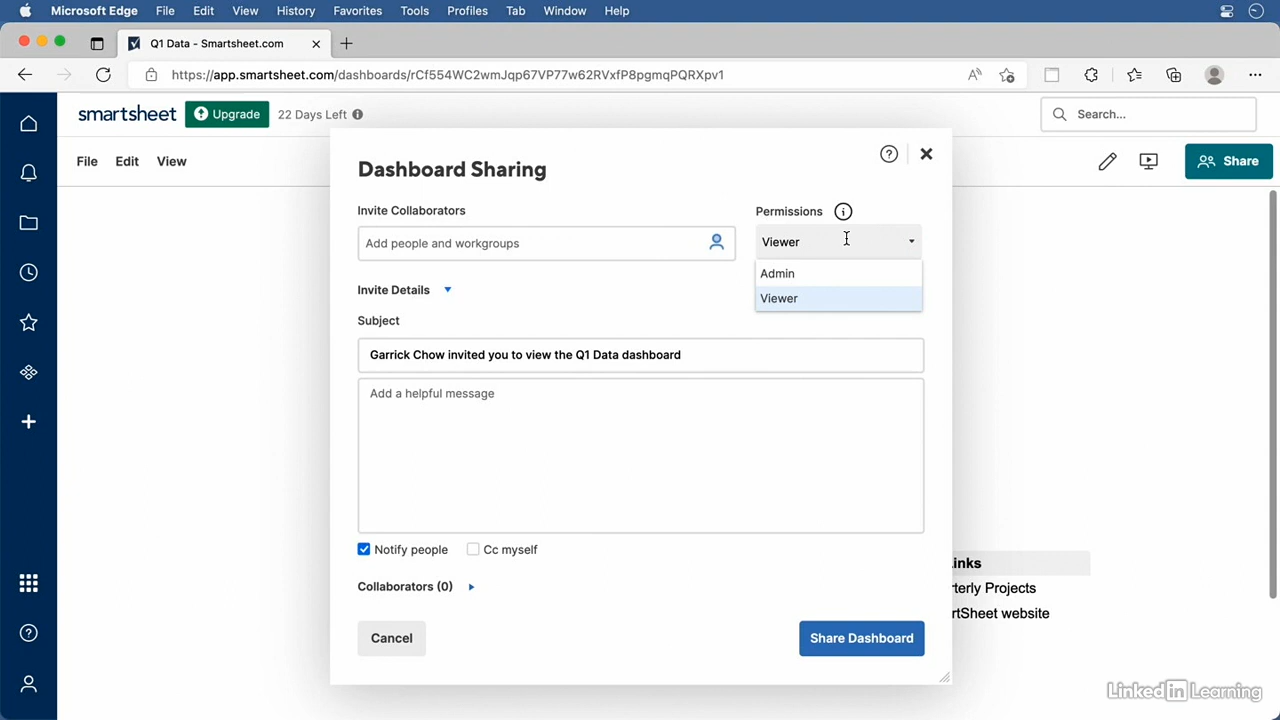 Microsoft Edge File Edit View History Favorites Tools Profiles Tab Window Help
Q1 Data - Smartsheet.com
https://app.smartsheet.com/dashboards/rCf554WC2wmJqp67VP77w62RVxfP8pgmqPQRXpv1
smartsheet Upgrade 22 Days Left Search...
File Edit View Share
Dashboard Sharing
Invite Collaborators Permissions
Add people and workgroups Viewer
Admin
Invite Details
Viewer
Subject
Garrick Chow invited you to view the Q1 Data dashboard
Add a helpful message
Notify people Cc myself
inks
Collaborators (0) rterly Projects
rtSheet website
Cancel Share Dashboard
LinkedIn Learning